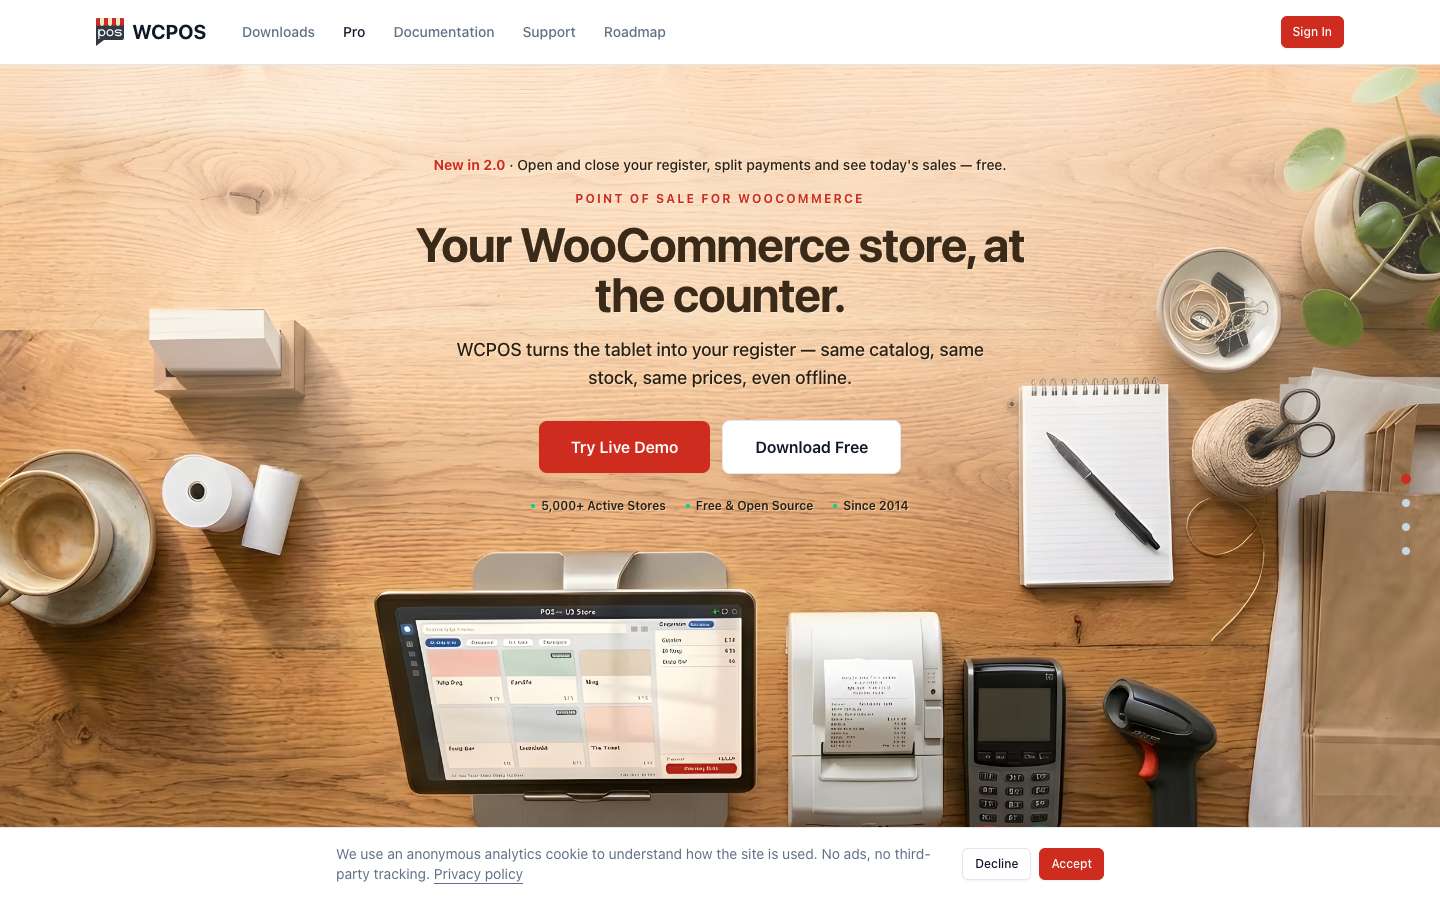 pos WCPOS
Downloads
Pro
Documentation
Support
Roadmap
Sign In
New in 2.0 · Open and close your register, split payments and see today's sales — free.
POINT OF SALE FOR WOOCOMMERCE
Your WooCommerce store, at
the counter.
WCPOS turns the tablet into your register — same catalog, same
stock, same prices, even offline.
Try Live Demo
Download Free
5,000+ Active Stores
Free & Open Source
Since 2014
We use an anonymous analytics cookie to understand how the site is used. No ads, no third-
party tracking. Privacy policy
Decline
Accept